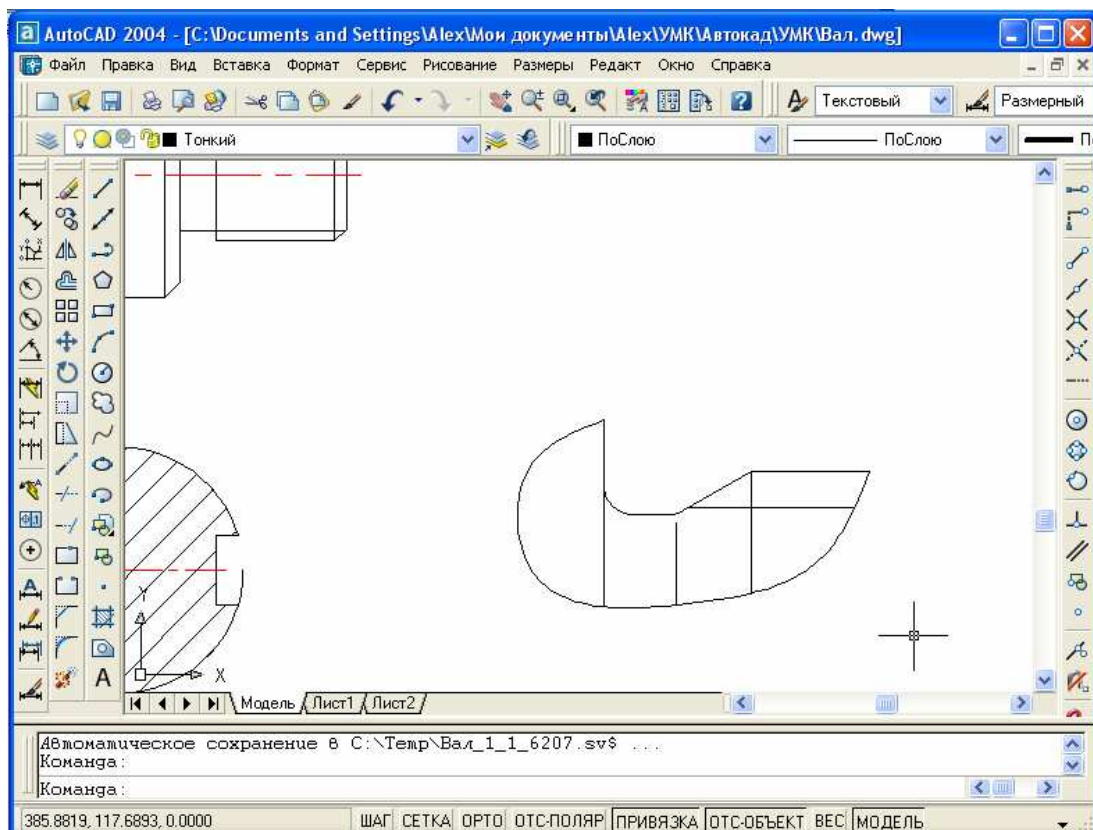 AutoCAD 2004 - [C:\Documents and Settings\Alex\Мои документы\Alex\УМК\Автокад\УМК\Вал.dwg]
Файл Правка Вид Вставка Формат Сервис Рисование Размеры Редакт Окно Справка
Текстовый Размерный
Тонкий ПоСлою ПоСлою
Y
X
A
Модель Лист1 Лист2
Автоматическое сохранение в C:\Temp\Вал_1_1_6207.sv$ ...
Команда:
Команда:
385.8819, 117.6893, 0.0000 ШАГ СЕТКА ОРТО ОТС-ПОЛЯР ПРИВЯЗКА ОТС-ОБЪЕКТ ВЕС МОДЕЛЬ